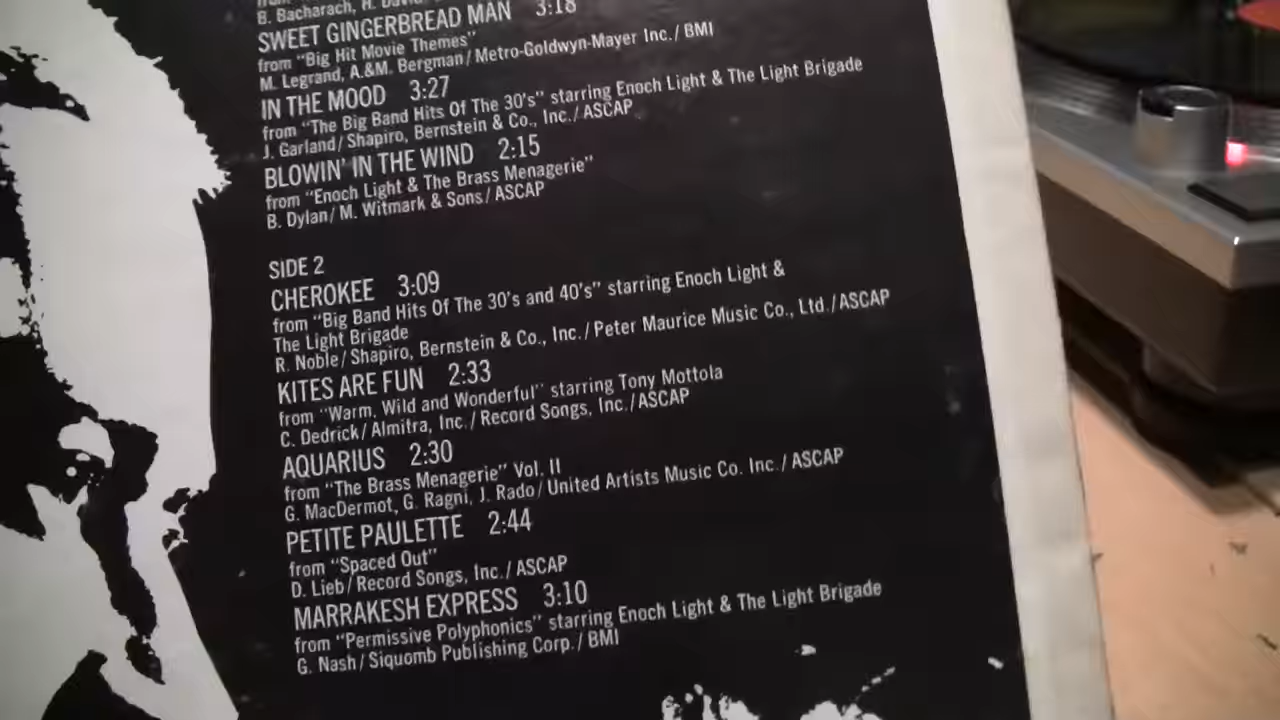 B. Bacharach, H. David
SWEET GINGERBREAD MAN 3:18
from "Big Hit Movie Themes"
M. Legrand, A.&M. Bergman/Metro-Goldwyn-Mayer Inc./BMI
IN THE MOOD 3:27
from "The Big Band Hits Of The 30's" starring Enoch Light & The Light Brigade
J. Garland/Shapiro, Bernstein & Co., Inc./ASCAP
BLOWIN' IN THE WIND 2:15
from "Enoch Light & The Brass Menagerie"
B. Dylan/M. Witmark & Sons/ASCAP
SIDE 2
CHEROKEE 3:09
from "Big Band Hits Of The 30's and 40's" starring Enoch Light &
The Light Brigade
R. Noble/Shapiro, Bernstein & Co., Inc./Peter Maurice Music Co., Ltd./ASCAP
KITES ARE FUN 2:33
from "Warm, Wild and Wonderful" starring Tony Mottola
C. Dedrick/Almitra, Inc./Record Songs, Inc./ASCAP
AQUARIUS 2:30
from "The Brass Menagerie" Vol. II
G. MacDermot, G. Ragni, J. Rado/United Artists Music Co. Inc./ASCAP
PETITE PAULETTE 2:44
from "Spaced Out"
D. Lieb/Record Songs, Inc./ASCAP
MARRAKESH EXPRESS 3:10
from "Permissive Polyphonics" starring Enoch Light & The Light Brigade
G. Nash/Siquomb Publishing Corp./BMI